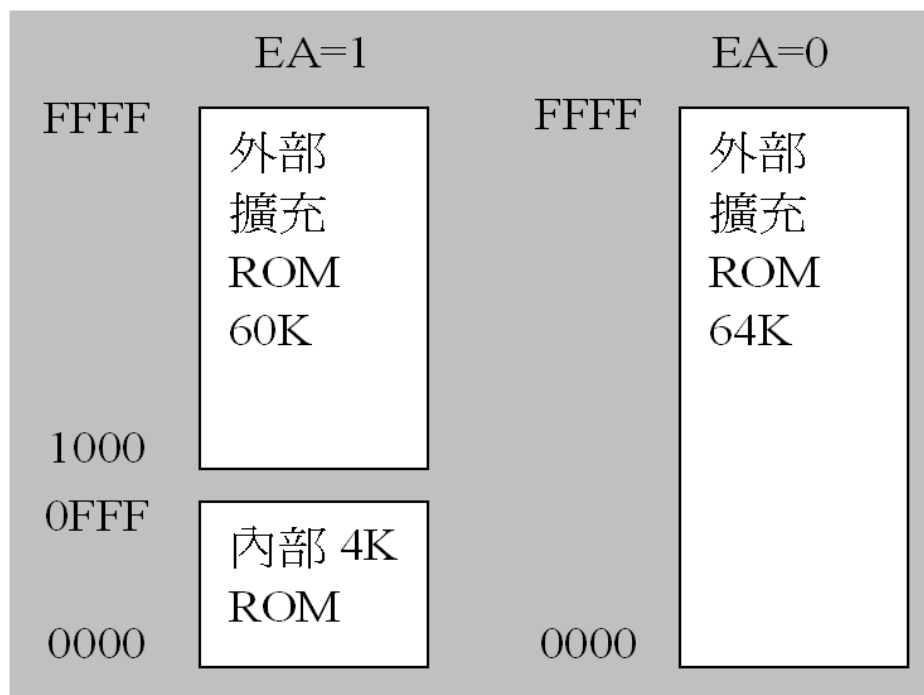 EA=1
FFFF
外部
擴充
ROM
60K
1000
0FFF
內部 4K
ROM
0000
EA=0
FFFF
外部
擴充
ROM
64K
0000